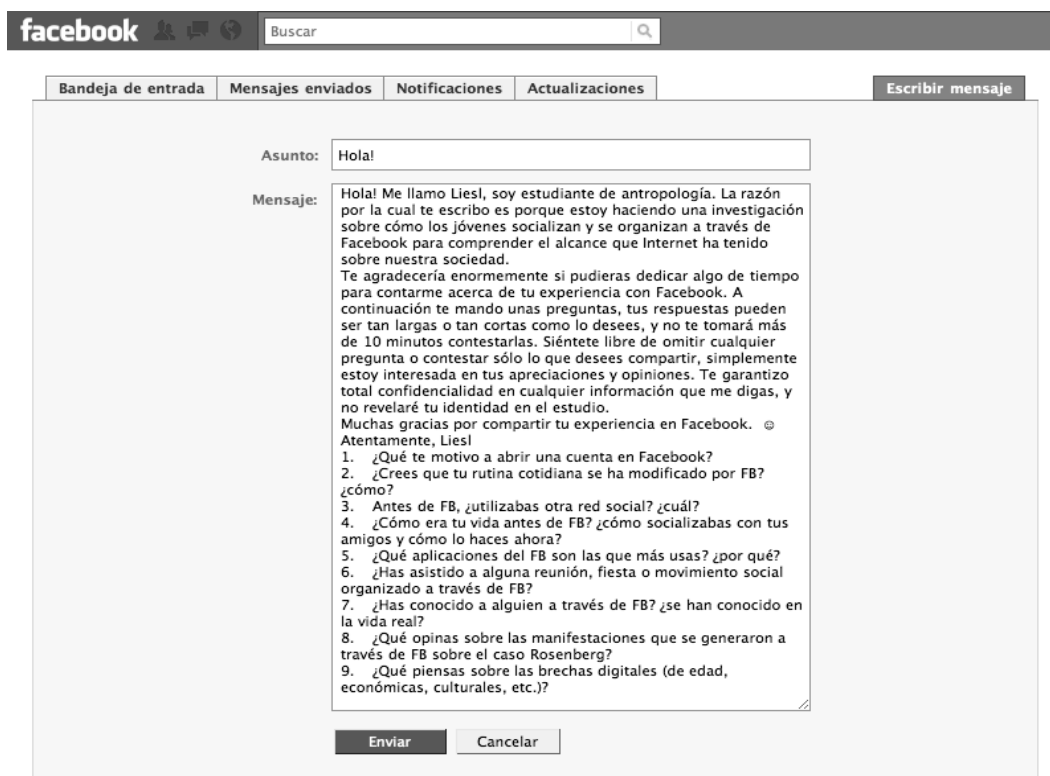 facebook Buscar
Bandeja de entrada Mensajes enviados Notificaciones Actualizaciones Escribir mensaje
Asunto: Hola!
Mensaje: Hola! Me llamo Liesl, soy estudiante de antropología. La razón
por la cual te escribo es porque estoy haciendo una investigación
sobre cómo los jóvenes socializan y se organizan a través de
Facebook para comprender el alcance que Internet ha tenido
sobre nuestra sociedad.
Te agradecería enormemente si pudieras dedicar algo de tiempo
para contarme acerca de tu experiencia con Facebook. A
continuación te mando unas preguntas, tus respuestas pueden
ser tan largas o tan cortas como lo desees, y no te tomará más
de 10 minutos contestarlas. Siéntete libre de omitir cualquier
pregunta o contestar sólo lo que desees compartir, simplemente
estoy interesada en tus apreciaciones y opiniones. Te garantizo
total confidencialidad en cualquier información que me digas, y
no revelaré tu identidad en el estudio.
Muchas gracias por compartir tu experiencia en Facebook. ☺
Atentamente, Liesl
1. ¿Qué te motivo a abrir una cuenta en Facebook?
2. ¿Crees que tu rutina cotidiana se ha modificado por FB?
¿cómo?
3. Antes de FB, ¿utilizabas otra red social? ¿cuál?
4. ¿Cómo era tu vida antes de FB? ¿cómo socializabas con tus
amigos y cómo lo haces ahora?
5. ¿Qué aplicaciones del FB son las que más usas? ¿por qué?
6. ¿Has asistido a alguna reunión, fiesta o movimiento social
organizado a través de FB?
7. ¿Has conocido a alguien a través de FB? ¿se han conocido en
la vida real?
8. ¿Qué opinas sobre las manifestaciones que se generaron a
través de FB sobre el caso Rosenberg?
9. ¿Qué piensas sobre las brechas digitales (de edad,
económicas, culturales, etc.)?
Enviar Cancelar